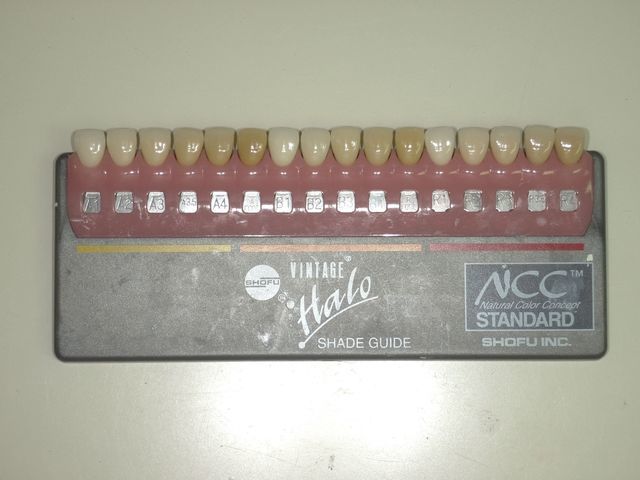 A1 A2 A3 A3.5 A4 B1 B2
SHOFU
VINTAGE®
Halo
SHADE GUIDE
NCC™
Natural Color Concept
STANDARD
SHOFU INC.